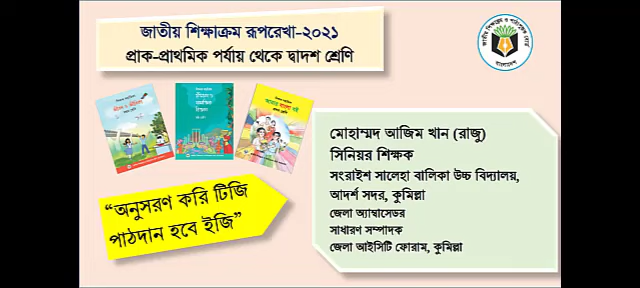 জাতীয় শিক্ষাক্রম রূপরেখা-২০২১
প্রাক-প্রাথমিক পর্যায় থেকে দ্বাদশ শ্রেণি
মোহাম্মদ আজিম খান (রাজু)
সিনিয়র শিক্ষক
সংরাইশ সালেহা বালিকা উচ্চ বিদ্যালয়,
আদর্শ সদর, কুমিল্লা
জেলা অ্যাম্বাসেডর
সাধারণ সম্পাদক
জেলা আইসিটি ফোরাম, কুমিল্লা
“অনুসরণ করি টিজি
পাঠদান হবে ইজি”